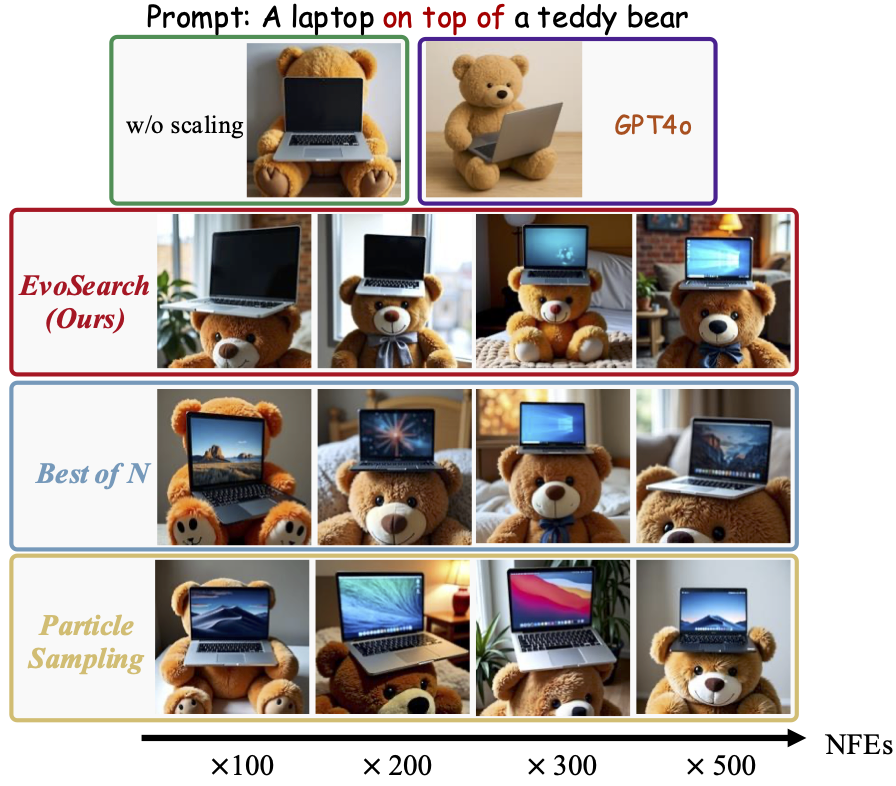 Prompt: A laptop on top of a teddy bear
w/o scaling
GPT4o
EvoSearch
(Ours)
Best of N
Particle
Sampling
×100
×200
×300
×500
NFEs